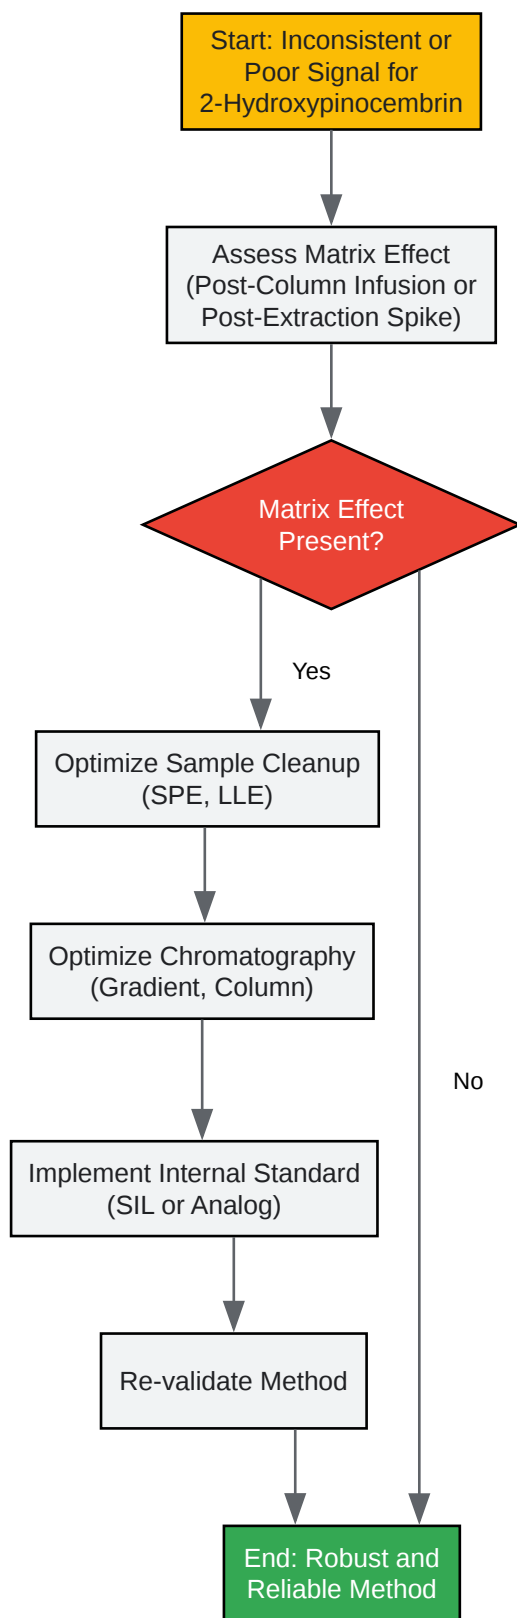 Start: Inconsistent or
Poor Signal for
2-Hydroxypinocembrin
Assess Matrix Effect
(Post-Column Infusion or
Post-Extraction Spike)
Matrix Effect
Present?
Yes
Optimize Sample Cleanup
(SPE, LLE)
Optimize Chromatography
(Gradient, Column)
No
Implement Internal Standard
(SIL or Analog)
Re-validate Method
End: Robust and
Reliable Method